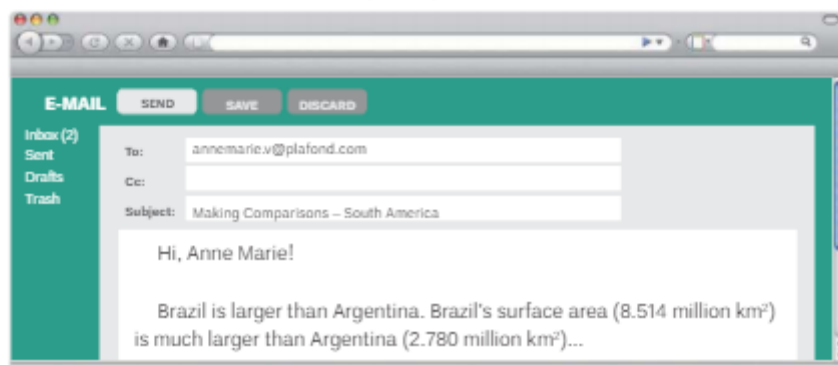 E-MAIL SEND SAVE DISCARD
Inbox (2)
Sent
Drafts
Trash
To: annemarie.v@plafond.com
Cc:
Subject: Making Comparisons – South America
Hi, Anne Marie!
Brazil is larger than Argentina. Brazil's surface area (8.514 million km²)
is much larger than Argentina (2.780 million km²)...